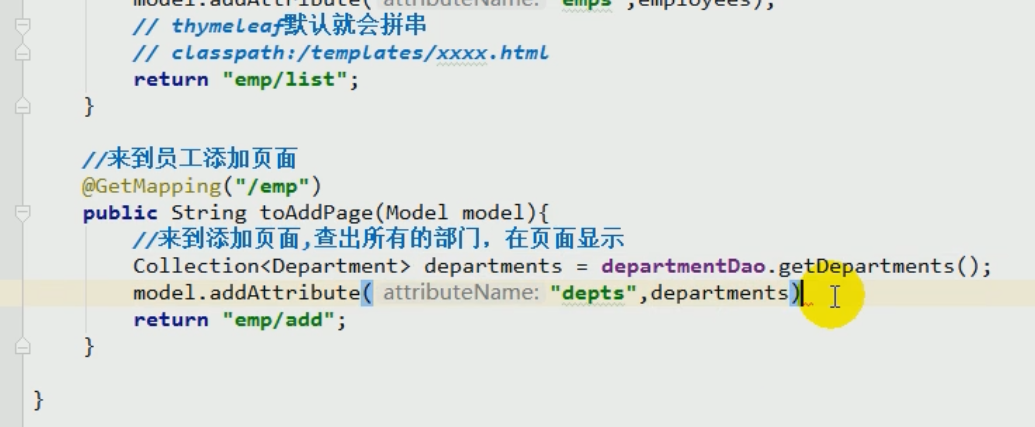 model.addAttribute( attributeName: "emps",employees);
// thymeleaf默认就会拼串
// classpath:/templates/xxxx.html
return "emp/list";
}
//来到员工添加页面
@GetMapping("/emp")
public String toAddPage(Model model){
//来到添加页面,查出所有的部门，在页面显示
Collection<Department> departments = departmentDao.getDepartments();
model.addAttribute( attributeName: "depts",departments)
return "emp/add";
}
}